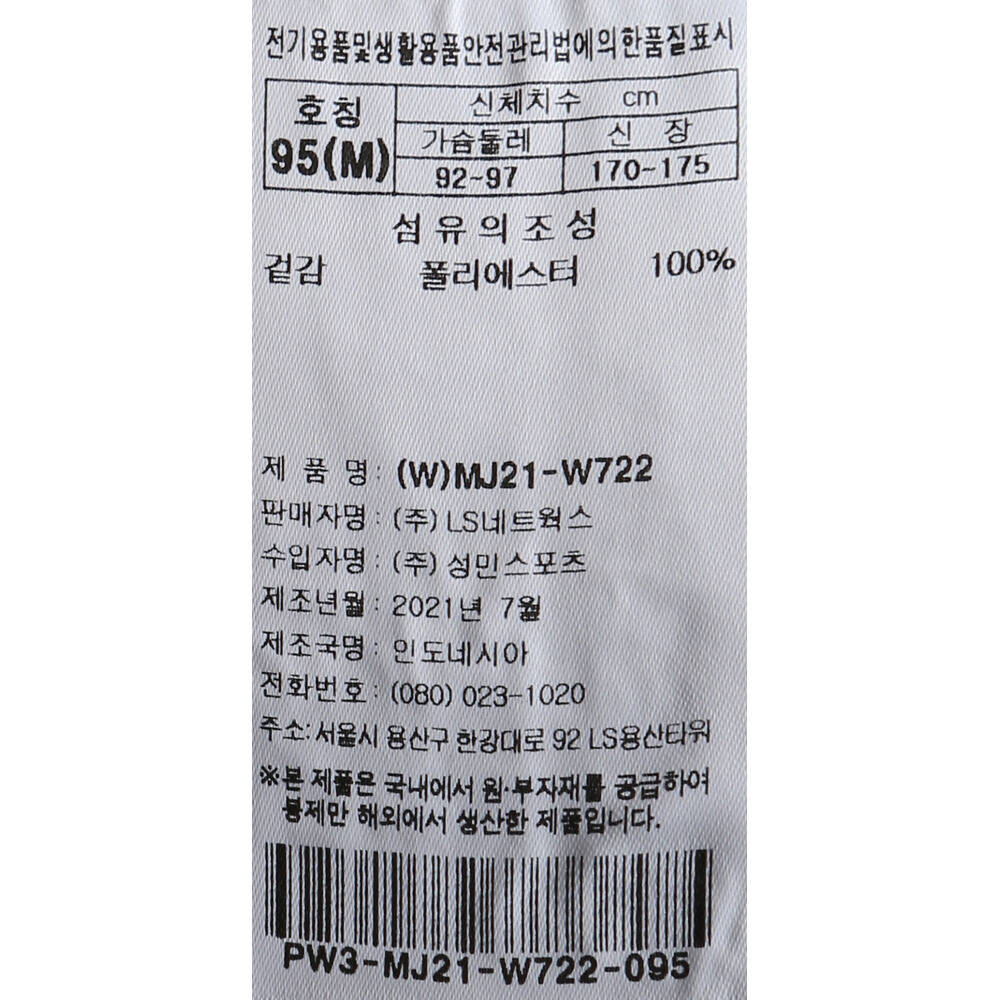 전기용품및생활용품안전관리법에의한품질표시
호칭 신체치수 cm
95(M) 가슴둘레 신 장
92-97 170-175
섬 유 의 조 성
겉감 폴리에스터 100%
제 품 명: (W)MJ21-W722
판매자명: (주) LS네트웍스
수입자명: (주) 성민스포츠
제조년월: 2021년 7월
제조국명: 인도네시아
전화번호: (080) 023-1020
주소: 서울시 용산구 한강대로 92 LS용산타워
※본 제품은 국내에서 원·부자재를 공급하여
봉제만 해외에서 생산한 제품입니다.
PW3-MJ21-W722-095